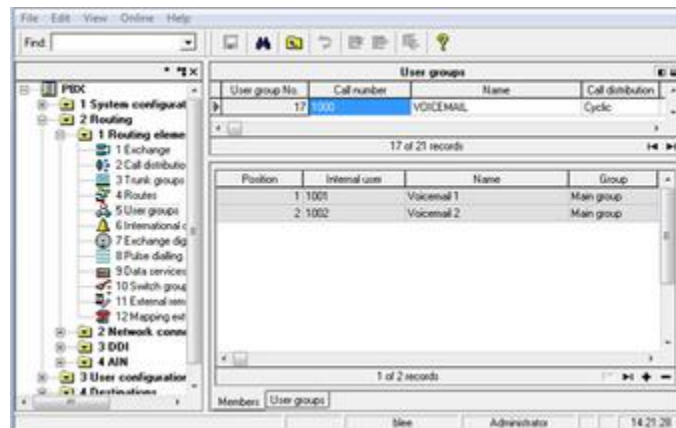 File Edit View Online Help
Find
PBX
1 System configurat
2 Routing
1 Routing eleme
1 Exchange
2 Call distributio
3 Trunk groups
4 Routes
5 User groups
6 International c
7 Exchange dig
8 Pulse dialling
9 Data services
10 Switch group
11 External rem
12 Mapping ext
2 Network conne
3 DDI
4 AIN
3 User configuration
4 Destinations
User groups
User group No. Call number Name Call distribution
17 1000 VOICEMAIL Cyclic
17 of 21 records
Position Internal user Name Group
1 1001 Voicemail 1 Main group
2 1002 Voicemail 2 Main group
1 of 2 records
Members User groups
blee Administrator 14:21:28